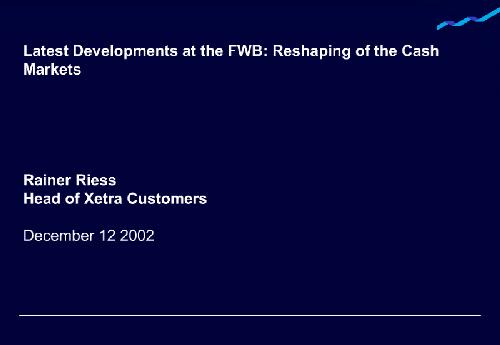 Latest Developments at the FWB: Reshaping of the Cash
Markets
Rainer Riess
Head of Xetra Customers
December 12 2002